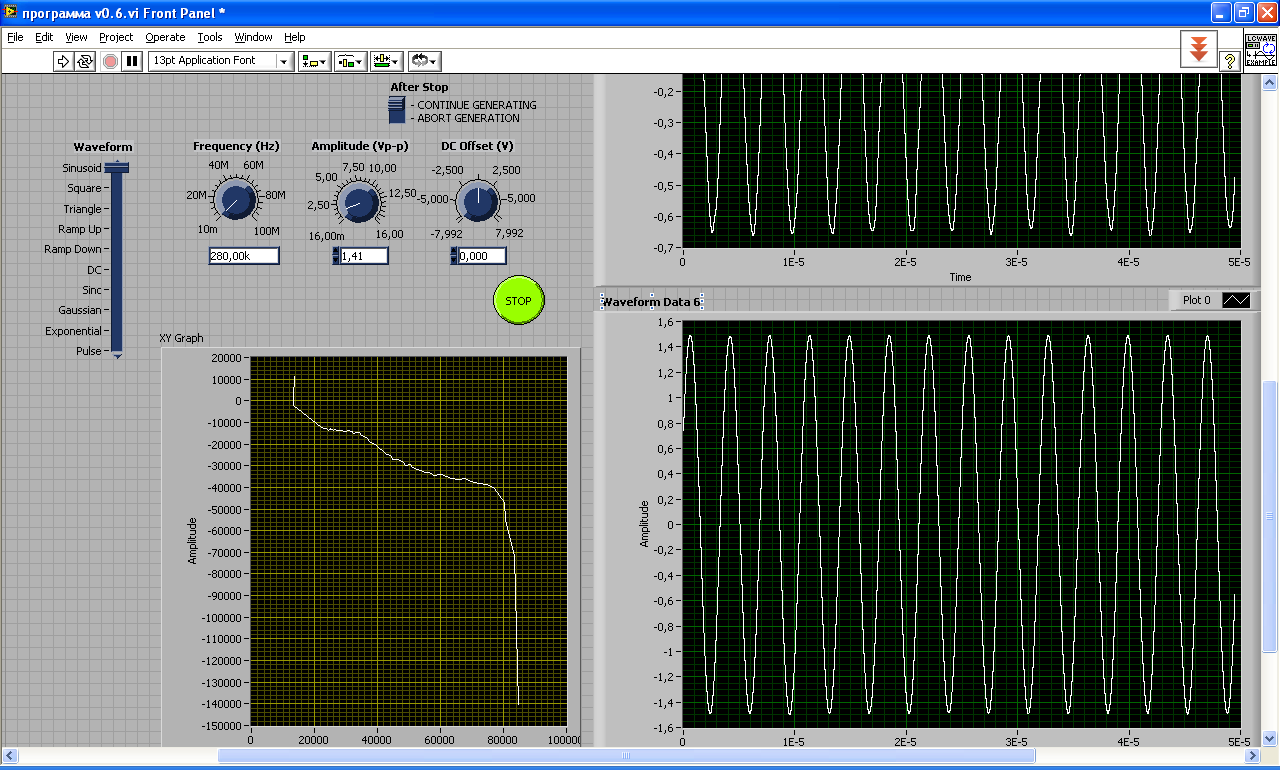 программа v0.6.vi Front Panel *
File Edit View Project Operate Tools Window Help
13pt Application Font
?
LCWAVE
EXAMPLE
After Stop
- CONTINUE GENERATING
- ABORT GENERATION
Waveform
Sinusoid
Square
Triangle
Ramp Up
Ramp Down
DC
Sinc
Gaussian
Exponential
Pulse
Frequency (Hz)
40M 60M
20M 80M
10m 100M
280,00k
Amplitude (Vp-p)
7,50 10,00
5,00 12,50
2,50
16,00m 16,00
1,41
DC Offset (V)
-2,500 2,500
-5,000 5,000
-7,992 7,992
0,000
STOP
XY Graph
Amplitude
20000
10000
0
-10000
-20000
-30000
-40000
-50000
-60000
-70000
-80000
-90000
-100000
-110000
-120000
-130000
-140000
-150000
0 20000 40000 60000 80000 100000
-0,2
-0,3
-0,4
-0,5
-0,6
-0,7
0 1E-5 2E-5 3E-5 4E-5 5E-5
Time
Waveform Data 6
Plot 0
Amplitude
1,6
1,4
1,2
1
0,8
0,6
0,4
0,2
0
-0,2
-0,4
-0,6
-0,8
-1
-1,2
-1,4
-1,6
0 1E-5 2E-5 3E-5 4E-5 5E-5